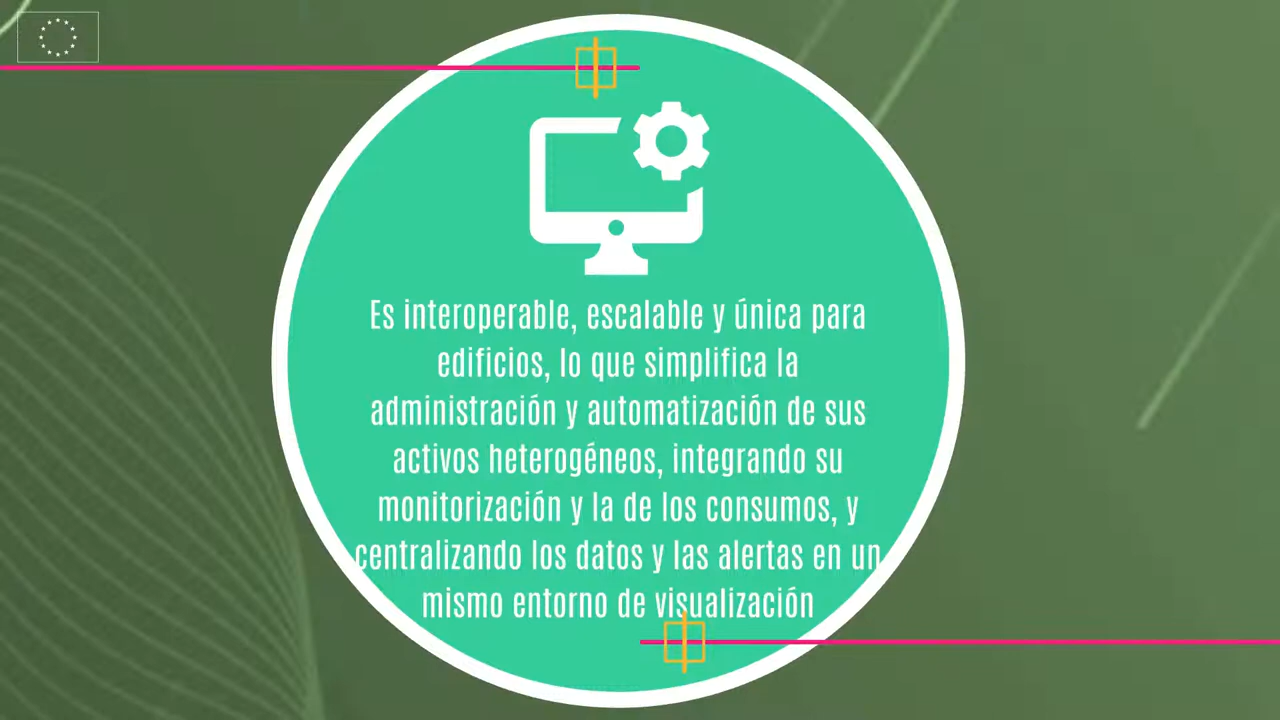 Es interoperable, escalable y única para
edificios, lo que simplifica la
administración y automatización de sus
activos heterogéneos, integrando su
monitorización y la de los consumos, y
centralizando los datos y las alertas en un
mismo entorno de visualización